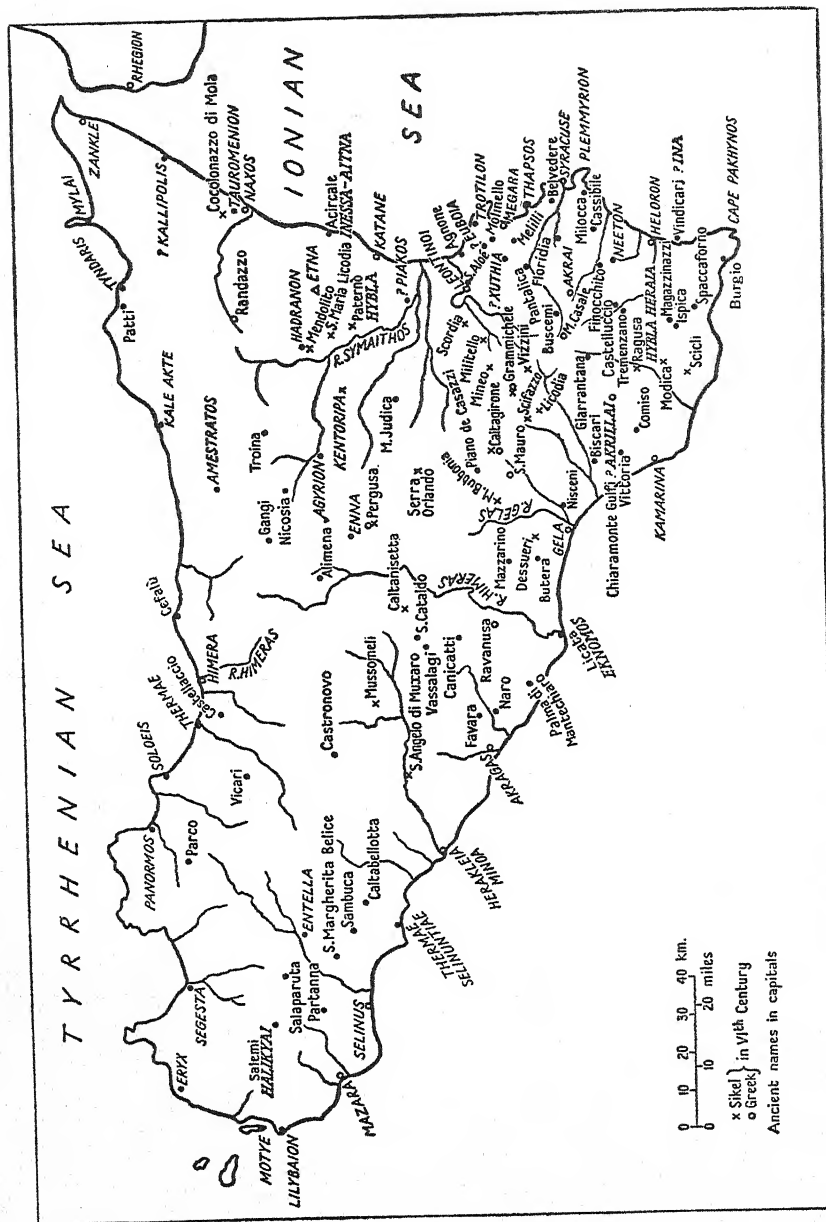 TYRRHENIAN SEA
IONIAN
SEA
RHEGION
ZANKLE
MYLAI
TYNDARIS
Patti
? KALLIPOLIS
Cocolonazzo di Mola
TAUROMENION
NAXOS
Randazzo
KALE AKTE
AMESTRATOS
Troina
Gangi
Nicosia
HADRANON
Mendolito
ETNA
S. Maria Licodia
INESSA-AITNA
Paternò
HYBLA
Acircale
KATANE
? PIAKOS
R. SYMAITHOS
AGYRION
KENTORIPA
M. Judica
ENNA
Pergusa
Alimena
Serra
Orlando
Cefalù
HIMERA
R. HIMERAS
THERMAE
Castellaccio
SOLOEIS
Vicari
PANORMOS
Parco
Castronovo
Mussomeli
Caltanisetta
S. Cataldo
R. HIMERAS
S. Angelo di Muxaro
Vassalagi
Canicatti
Ravanusa
Naro
Favara
AKRAGAS
Palma di
Mantechiaro
Licata
EKNOMOS
HERAKLEIA
MINOA
ENTELLA
S. Margherita Belice
Sambuca
Caltabellotta
THERMAE
SELINUNTIAE
SEGESTA
ERYX
Salemi
HALIKYAI
Salaparuta
Partanna
SELINUS
MAZARA
MOTYE
LILYBAION
LEONTINOI
Agnone
? EUBOIA
S. Aloe
TROTILON
Molinello
MEGARA
THAPSOS
Melilli
Belvedere
SYRACUSE
PLEMMYRION
? XUTHIA
Pantalica
Floridia
Milocca
Cassibile
AKRAI
M. Casale
Buscemi
NEETON
Finocchito
HELORON
Vindicari ? INA
CAPE PAKHYNOS
Scordia
Militello
Mineo
Grammichele
Vizzini
Caltagirone
Piano de Casazzi
M. Bubbonia
S. Mauro
Scifazzo
Licodia
R. GELAS
Mazzarino
Dessueri
Butera
GELA
Nisceni
Giarrantana
Biscari
Castelluccio
Tremenzano
Ragusa
HYBLA HERAIA
Magazzinazzi
Ispica
Spaccaforno
Burgio
Modica
Scicli
Comiso
Chiaramonte Gulfi ? AKRILLAI
Vittoria
KAMARINA
0 10 20 30 40 km.
0 10 20 miles
x Sikel
o Greek
} in VIth Century
Ancient names in capitals